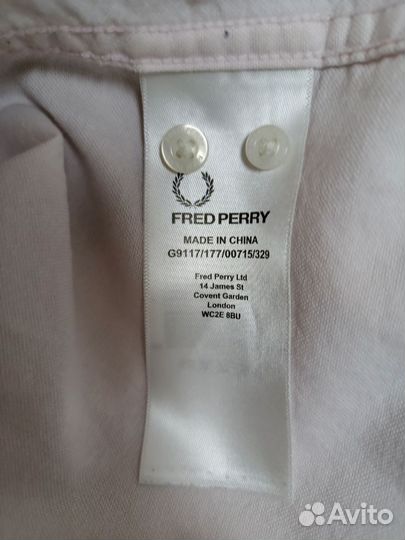 FRED PERRY
MADE IN CHINA
G9117/177/00715/329
Fred Perry Ltd
14 James St
Covent Garden
London
WC2E 8BU
Avito